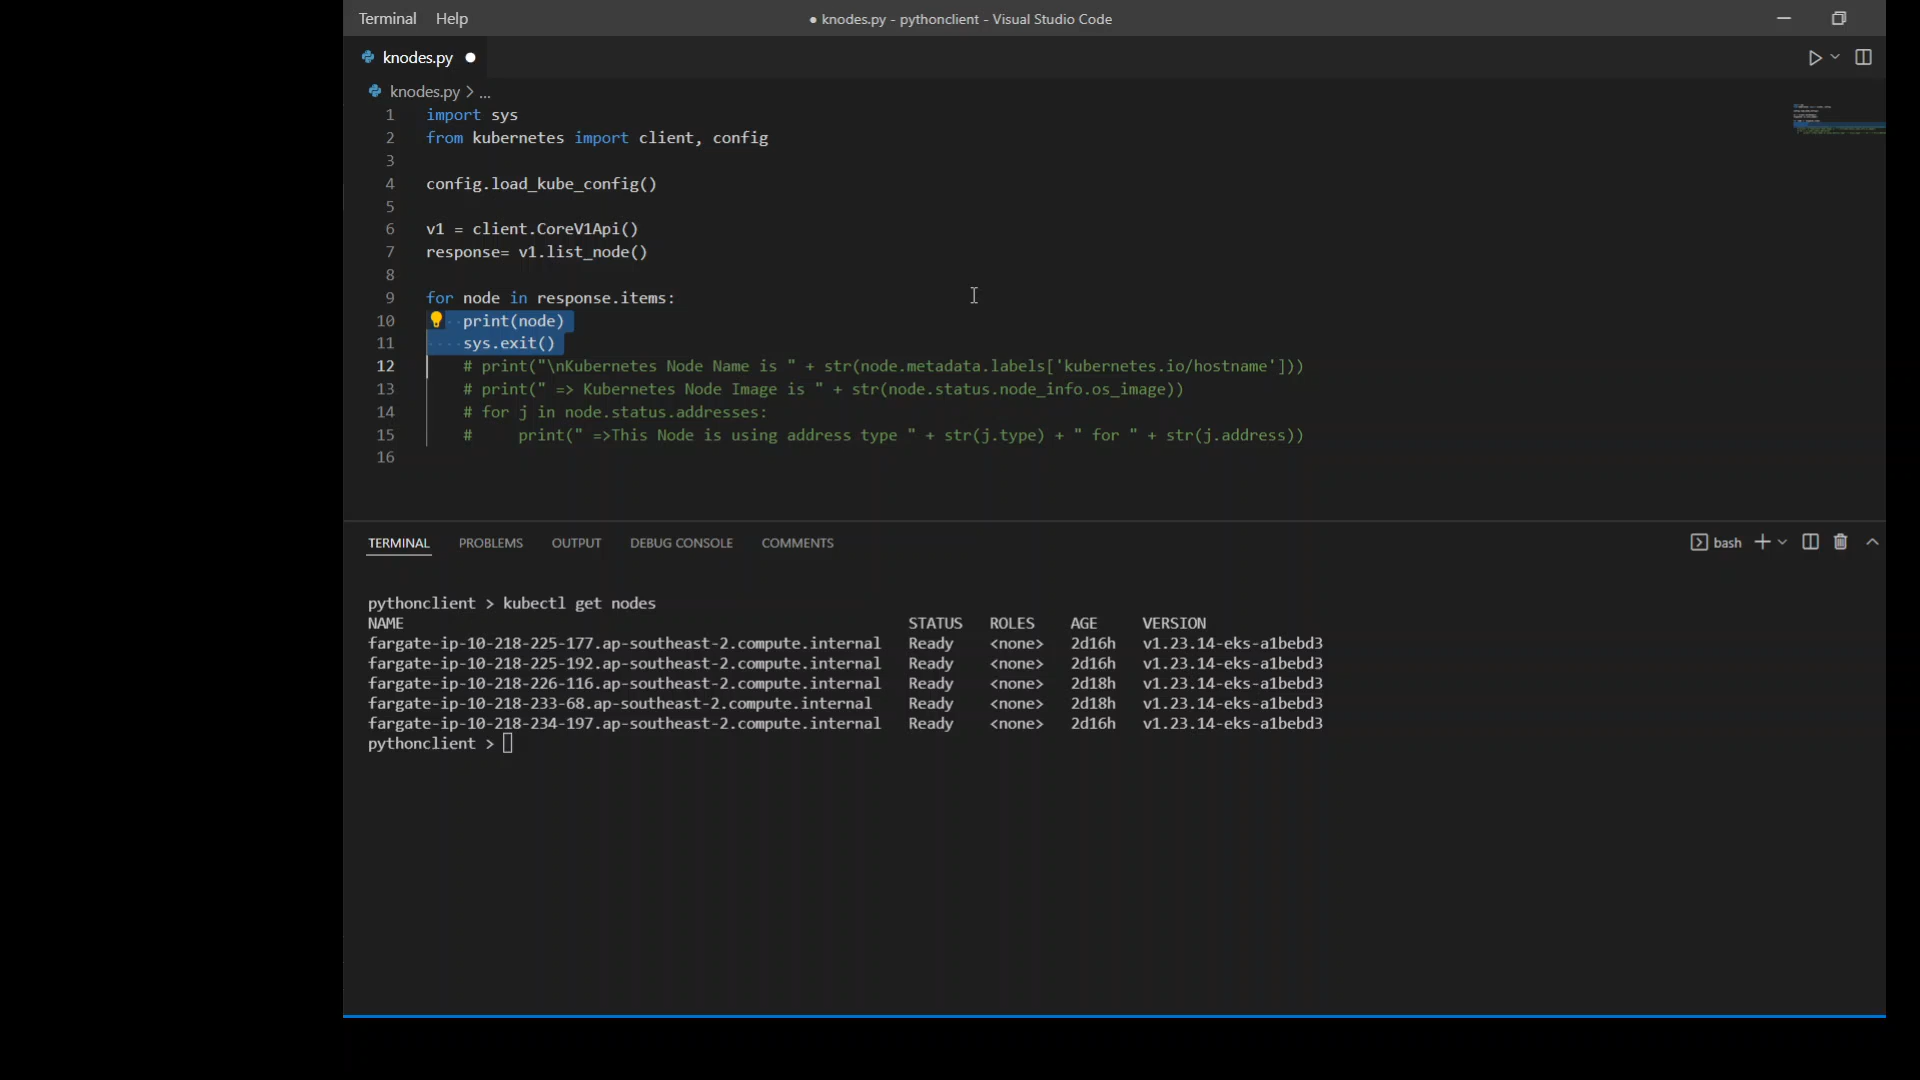 Terminal Help ● knodes.py - pythonclient - Visual Studio Code
knodes.py ●
knodes.py > ...
1 import sys
2 from kubernetes import client, config
3
4 config.load_kube_config()
5
6 v1 = client.CoreV1Api()
7 response= v1.list_node()
8
9 for node in response.items:
10     print(node)
11     sys.exit()
12     # print("\nKubernetes Node Name is " + str(node.metadata.labels['kubernetes.io/hostname']))
13     # print(" => Kubernetes Node Image is " + str(node.status.node_info.os_image))
14     # for j in node.status.addresses:
15     #     print(" =>This Node is using address type " + str(j.type) + " for " + str(j.address))
16
TERMINAL PROBLEMS OUTPUT DEBUG CONSOLE COMMENTS bash
pythonclient > kubectl get nodes
NAME STATUS ROLES AGE VERSION
fargate-ip-10-218-225-177.ap-southeast-2.compute.internal Ready <none> 2d16h v1.23.14-eks-a1bebd3
fargate-ip-10-218-225-192.ap-southeast-2.compute.internal Ready <none> 2d16h v1.23.14-eks-a1bebd3
fargate-ip-10-218-226-116.ap-southeast-2.compute.internal Ready <none> 2d18h v1.23.14-eks-a1bebd3
fargate-ip-10-218-233-68.ap-southeast-2.compute.internal Ready <none> 2d18h v1.23.14-eks-a1bebd3
fargate-ip-10-218-234-197.ap-southeast-2.compute.internal Ready <none> 2d16h v1.23.14-eks-a1bebd3
pythonclient >